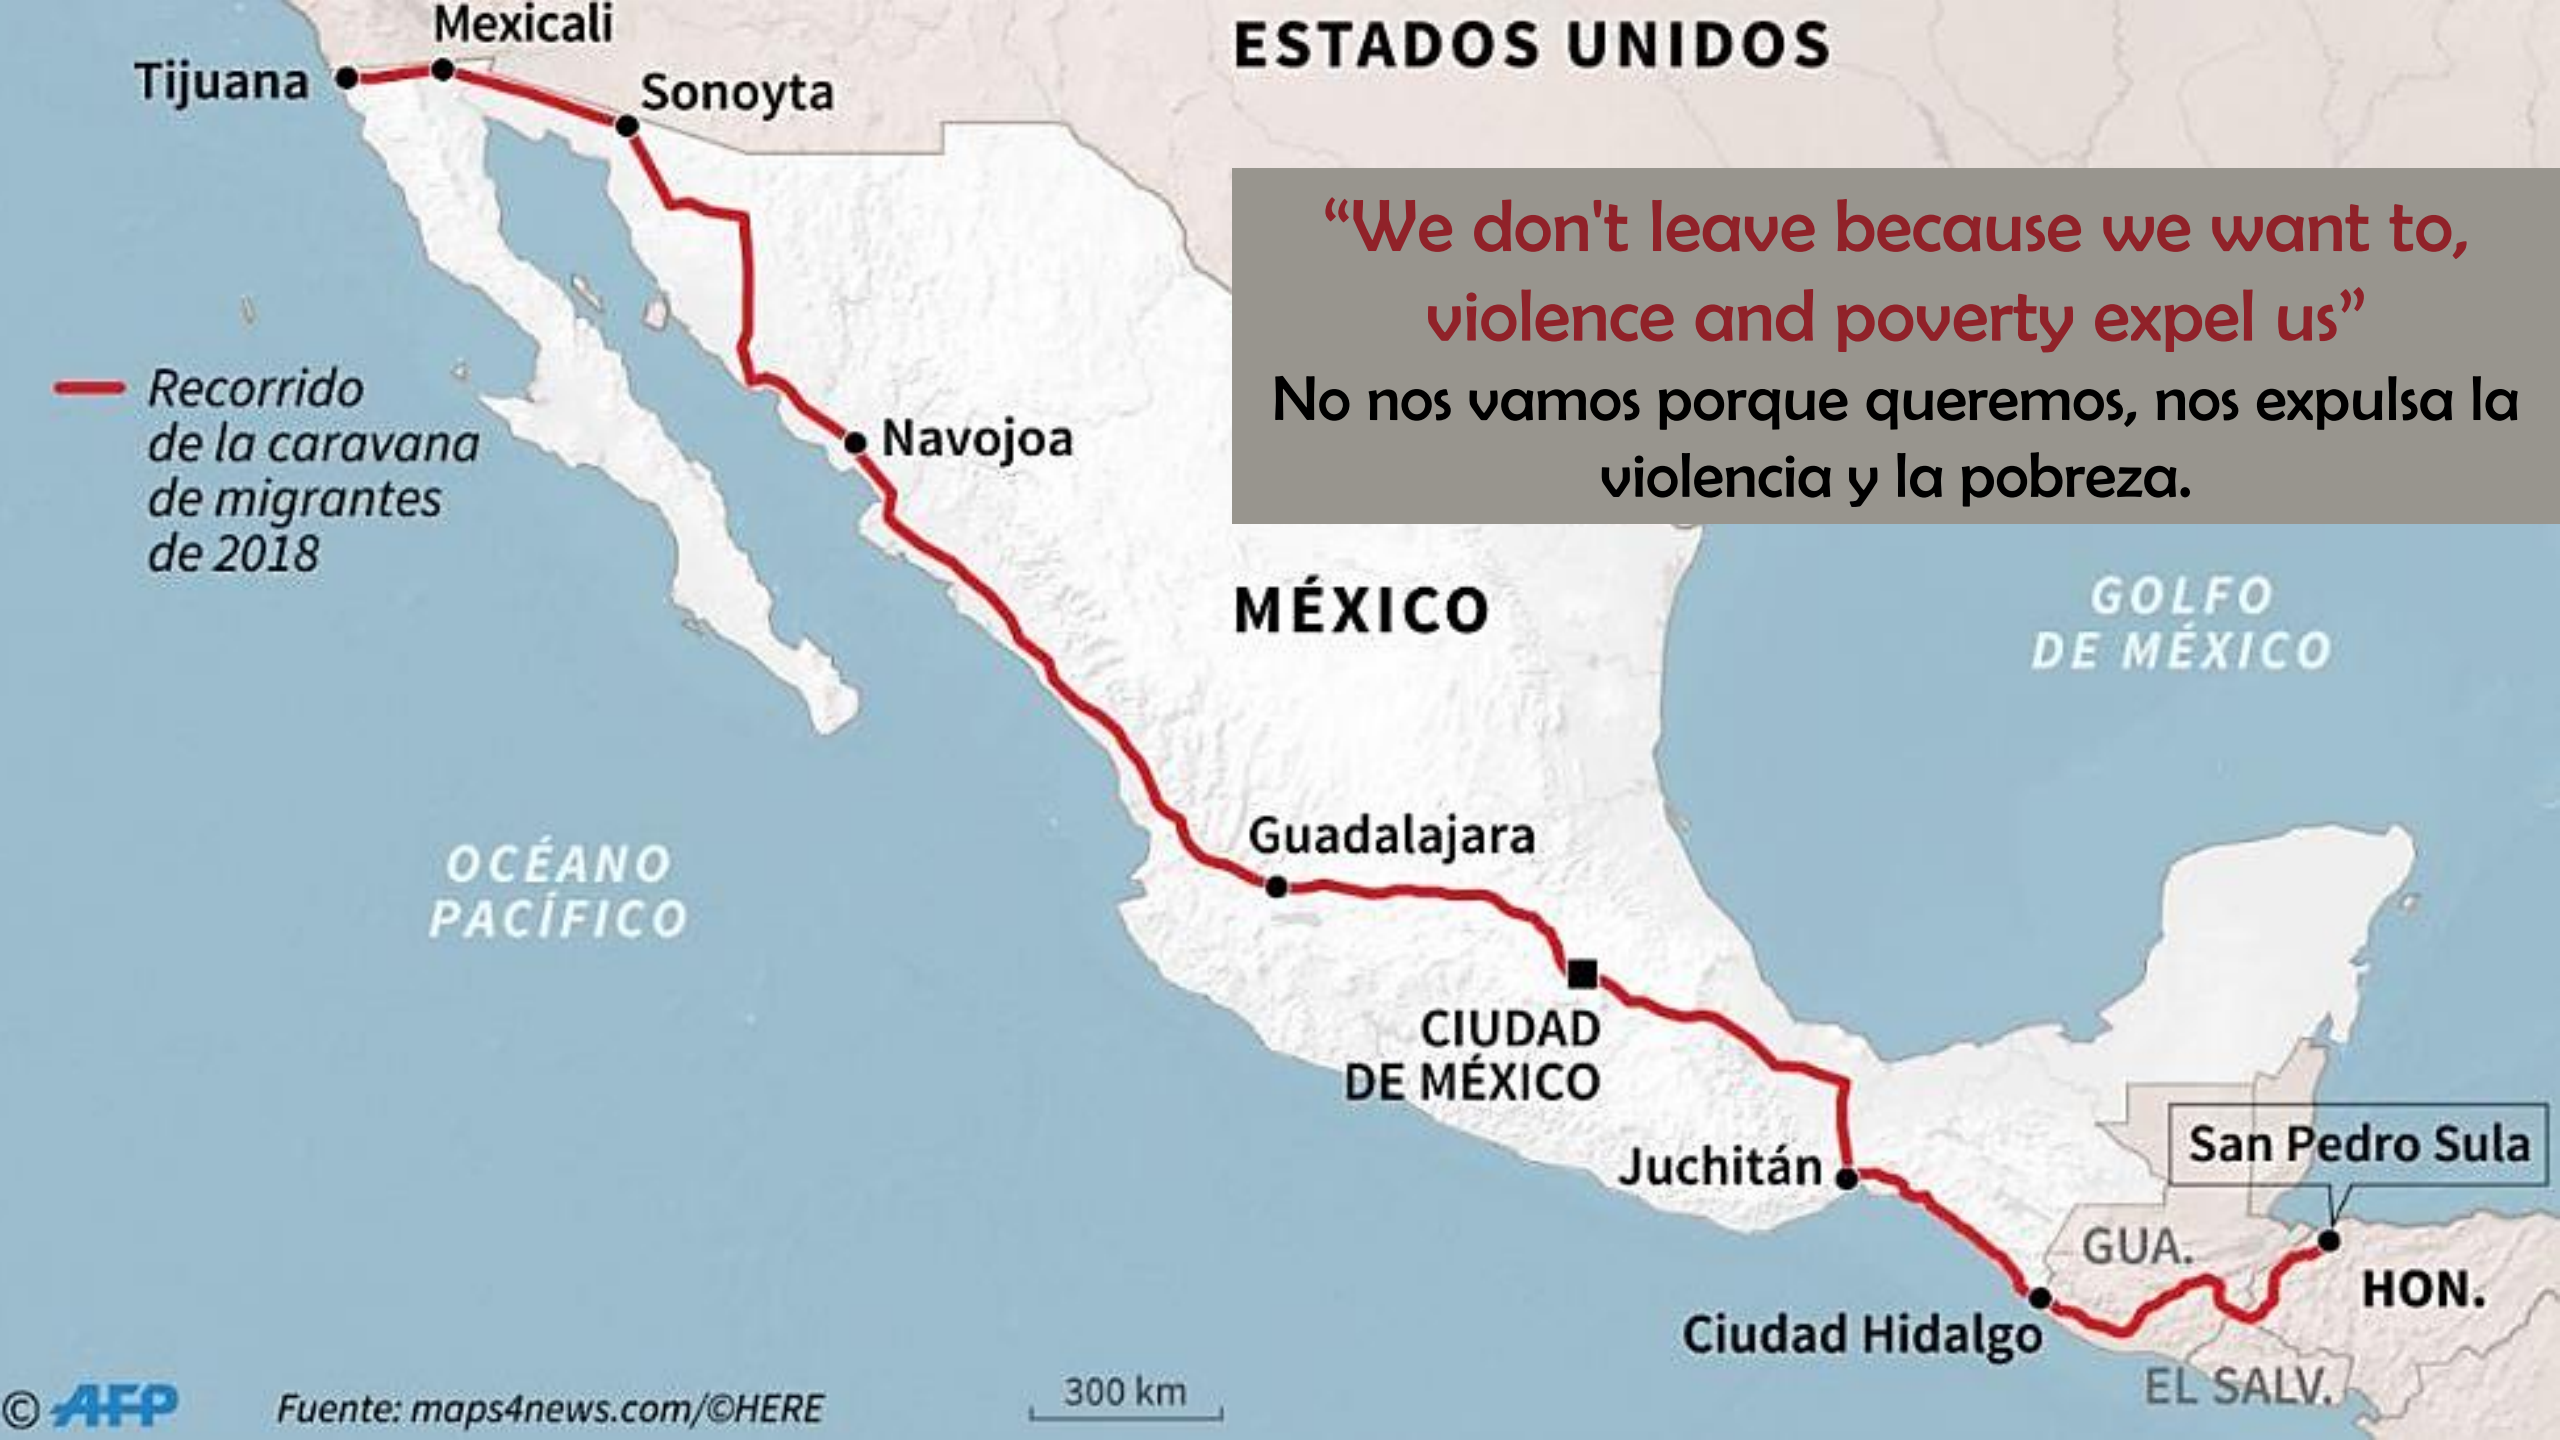 Mexicali
Tijuana
Sonoyta
ESTADOS UNIDOS
“We don't leave because we want to,
violence and poverty expel us”
No nos vamos porque queremos, nos expulsa la
violencia y la pobreza.
Recorrido
de la caravana
de migrantes
de 2018
Navojoa
MÉXICO
GOLFO
DE MÉXICO
OCÉANO
PACÍFICO
Guadalajara
CIUDAD
DE MÉXICO
Juchitán
San Pedro Sula
GUA.
HON.
Ciudad Hidalgo
EL SALV.
© AFP
Fuente: maps4news.com/©HERE
300 km